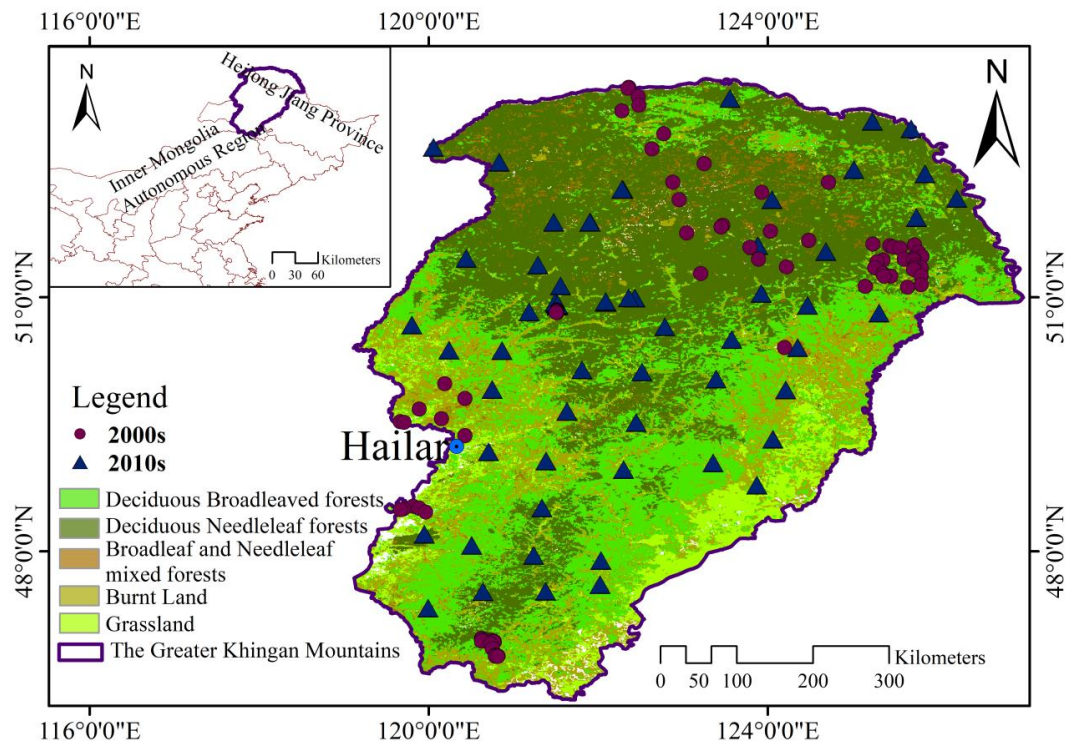 116°0'0"E
120°0'0"E
124°0'0"E
N
Heilong Jiang Province
Inner Mongolia
Autonomous Region
Kilometers
0 30 60
N
51°0'0"N
51°0'0"N
Legend
2000s
2010s
Hailar
Deciduous Broadleaved forests
Deciduous Needleleaf forests
Broadleaf and Needleleaf
mixed forests
Burnt Land
Grassland
The Greater Khingan Mountains
48°0'0"N
48°0'0"N
Kilometers
0 50 100 200 300
116°0'0"E
120°0'0"E
124°0'0"E